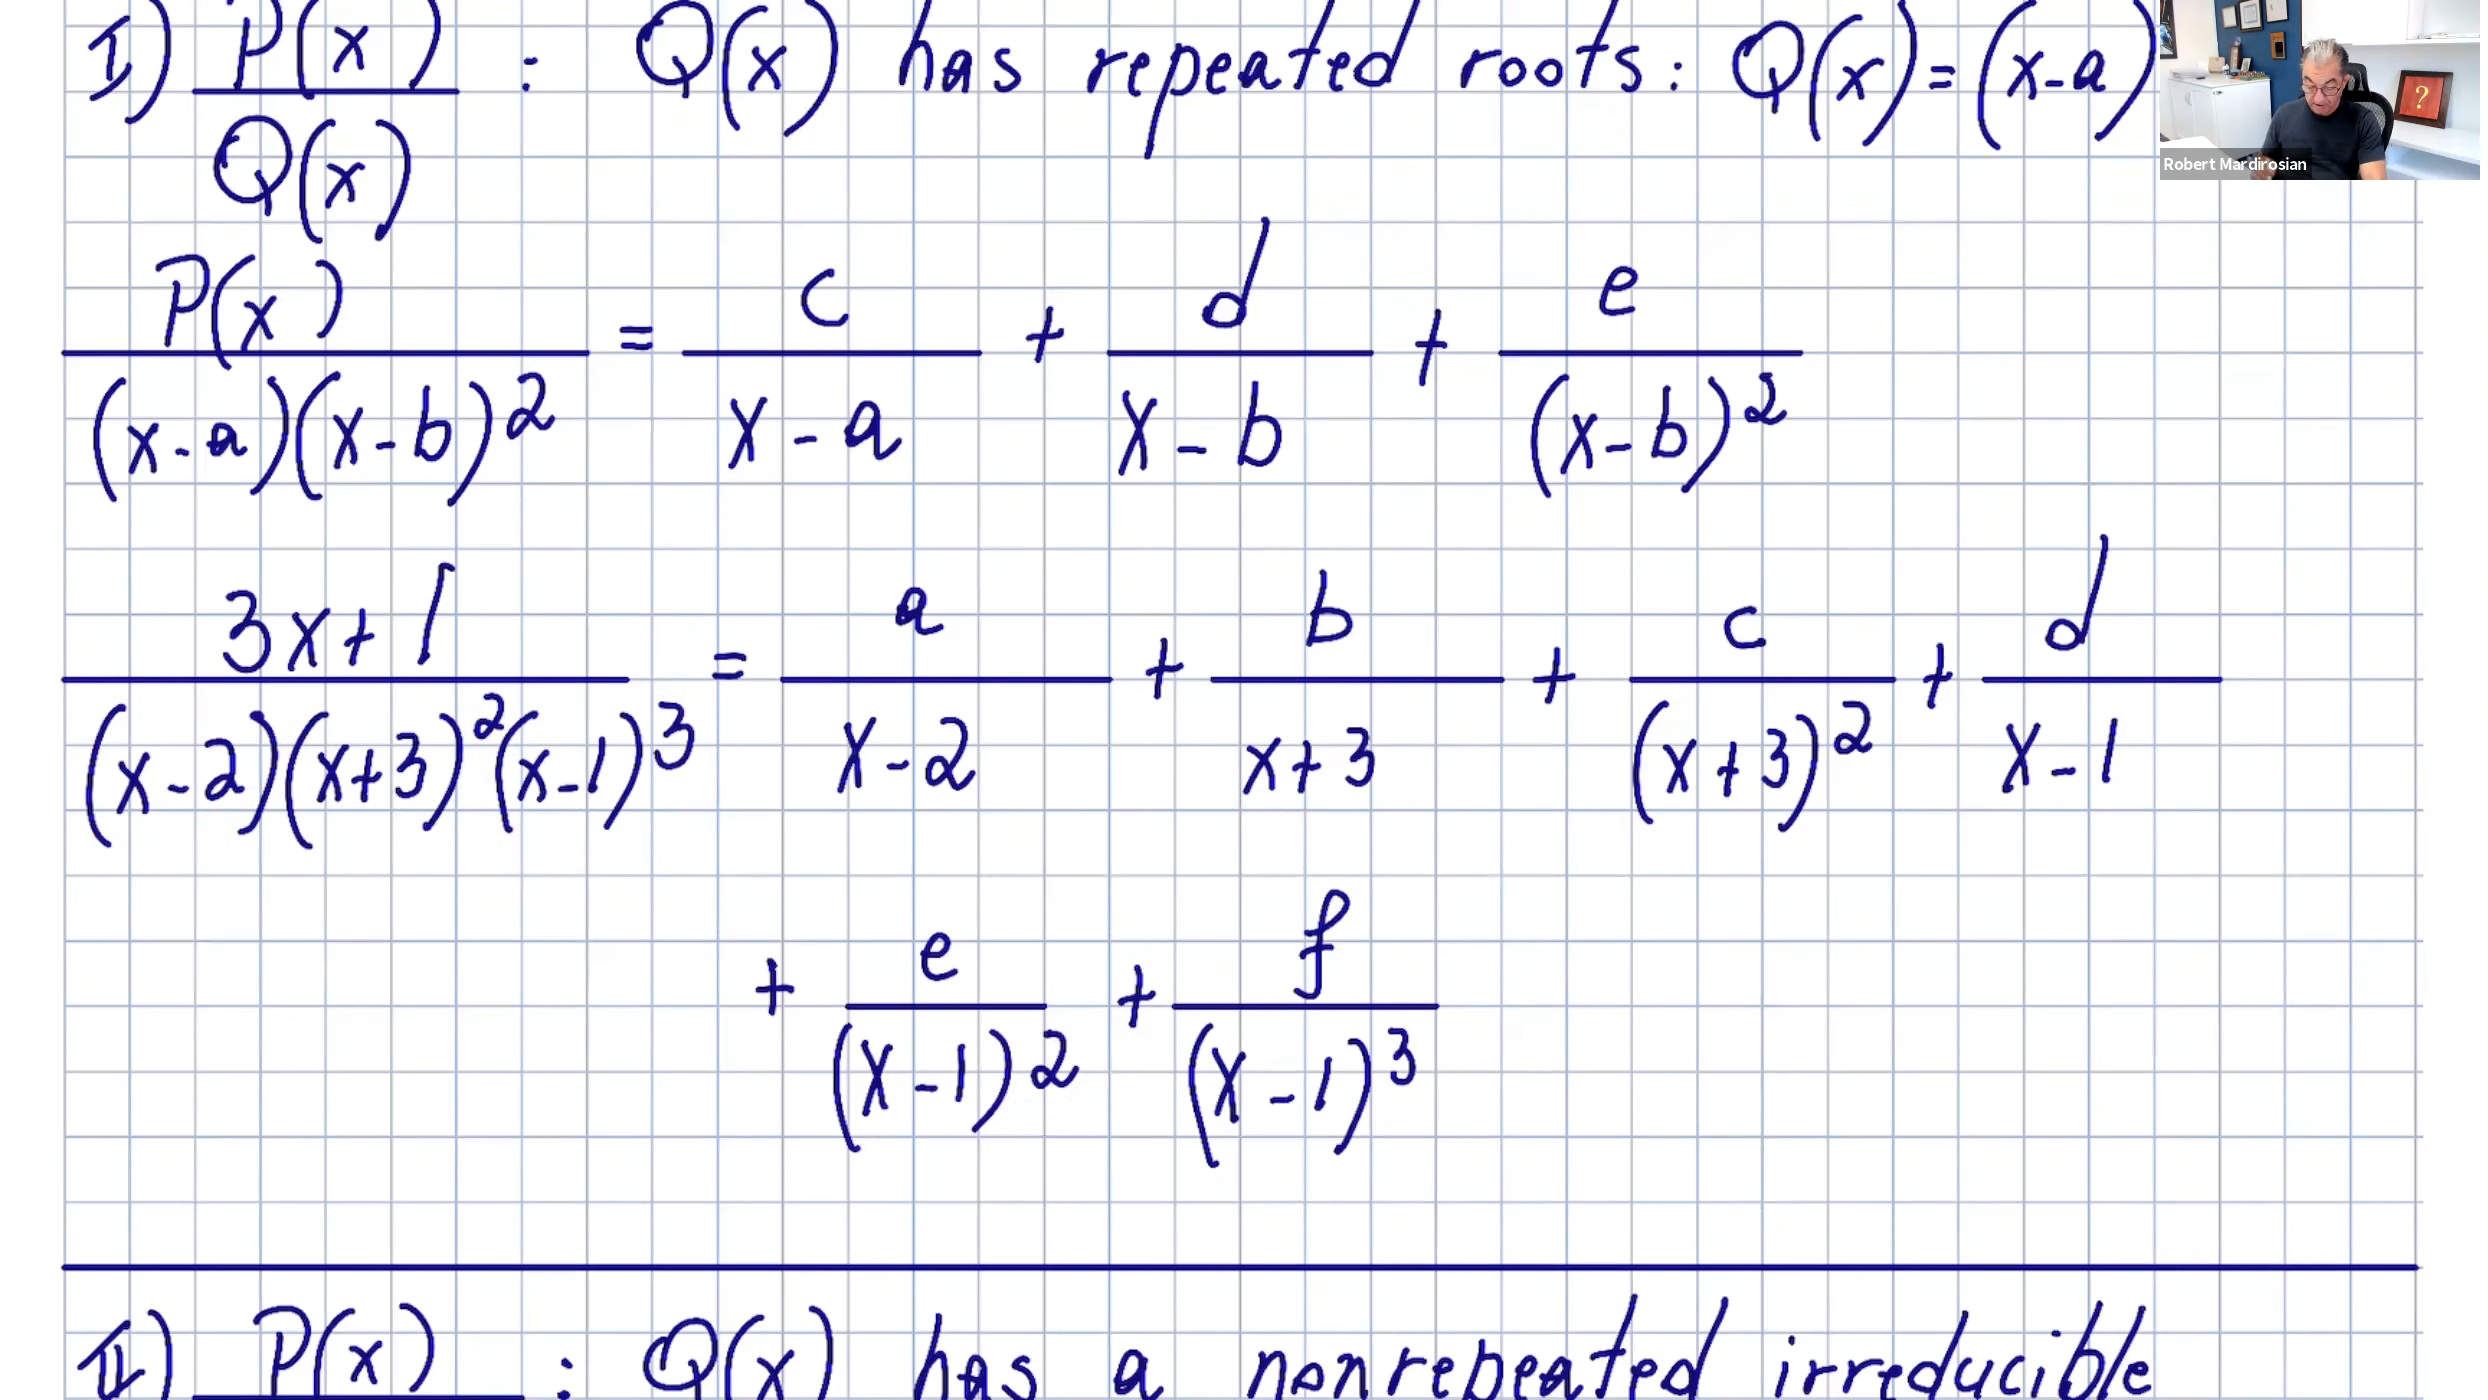 I) P(x)/Q(x) : Q(x) has repeated roots: Q(x)=(x-a)
Robert Mardirosian
?
P(x)/((x-a)(x-b)^2) = c/(x-a) + d/(x-b) + e/(x-b)^2
3x+1/((x-2)(x+3)^2(x-1)^3) = a/(x-2) + b/(x+3) + c/(x+3)^2 + d/(x-1)
+ e/(x-1)^2 + f/(x-1)^3
P(x) : Q(x) has a nonrepeated irreducible